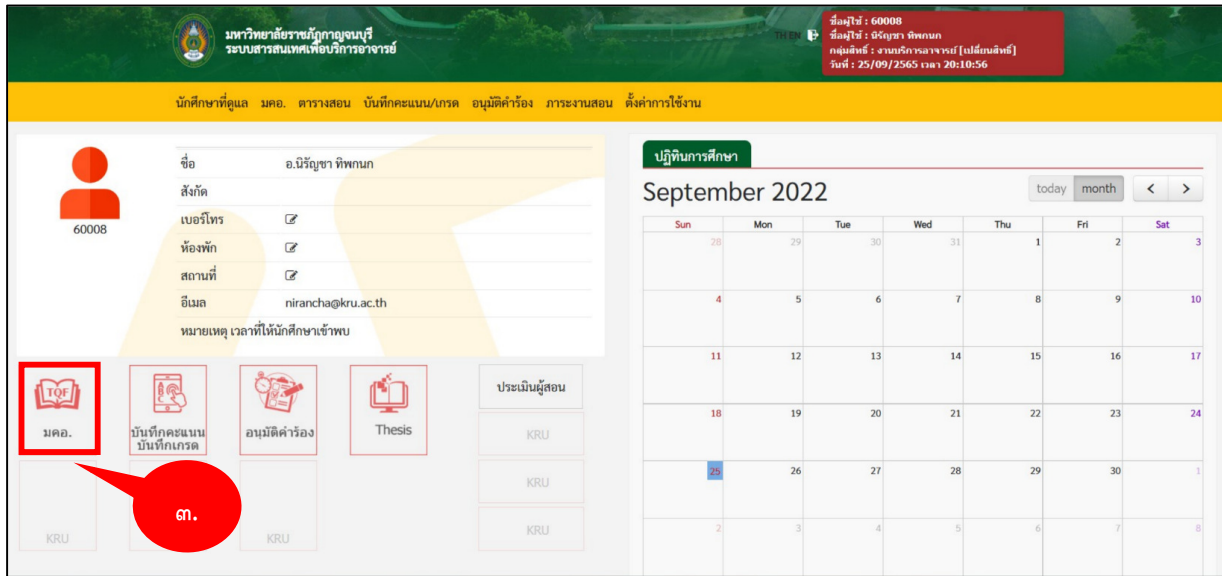 มหาวิทยาลัยราชภัฏกาญจนบุรี
ระบบสารสนเทศเพื่อบริการอาจารย์
TH EN
ชื่อผู้ใช้ : 60008
ชื่อผู้ใช้ : นิรัญชา ทิพกนก
กลุ่มสิทธิ์ : งานบริการอาจารย์ [เปลี่ยนสิทธิ์]
วันที่ : 25/09/2565 เวลา 20:10:56
นักศึกษาที่ดูแล มคอ. ตารางสอน บันทึกคะแนน/เกรด อนุมัติคำร้อง ภาระงานสอน ตั้งค่าการใช้งาน
60008
ชื่อ อ.นิรัญชา ทิพกนก
สังกัด
เบอร์โทร
ห้องพัก
สถานที่
อีเมล nirancha@kru.ac.th
หมายเหตุ เวลาที่ให้นักศึกษาเข้าพบ
TQF
มคอ.
บันทึกคะแนน
บันทึกเกรด
อนุมัติคำร้อง
Thesis
ประเมินผู้สอน
KRU
KRU
KRU
KRU
KRU
๓.
ปฏิทินการศึกษา
September 2022
today month < >
Sun Mon Tue Wed Thu Fri Sat
28 29 30 31 1 2 3
4 5 6 7 8 9 10
11 12 13 14 15 16 17
18 19 20 21 22 23 24
25 26 27 28 29 30 1
2 3 4 5 6 7 8